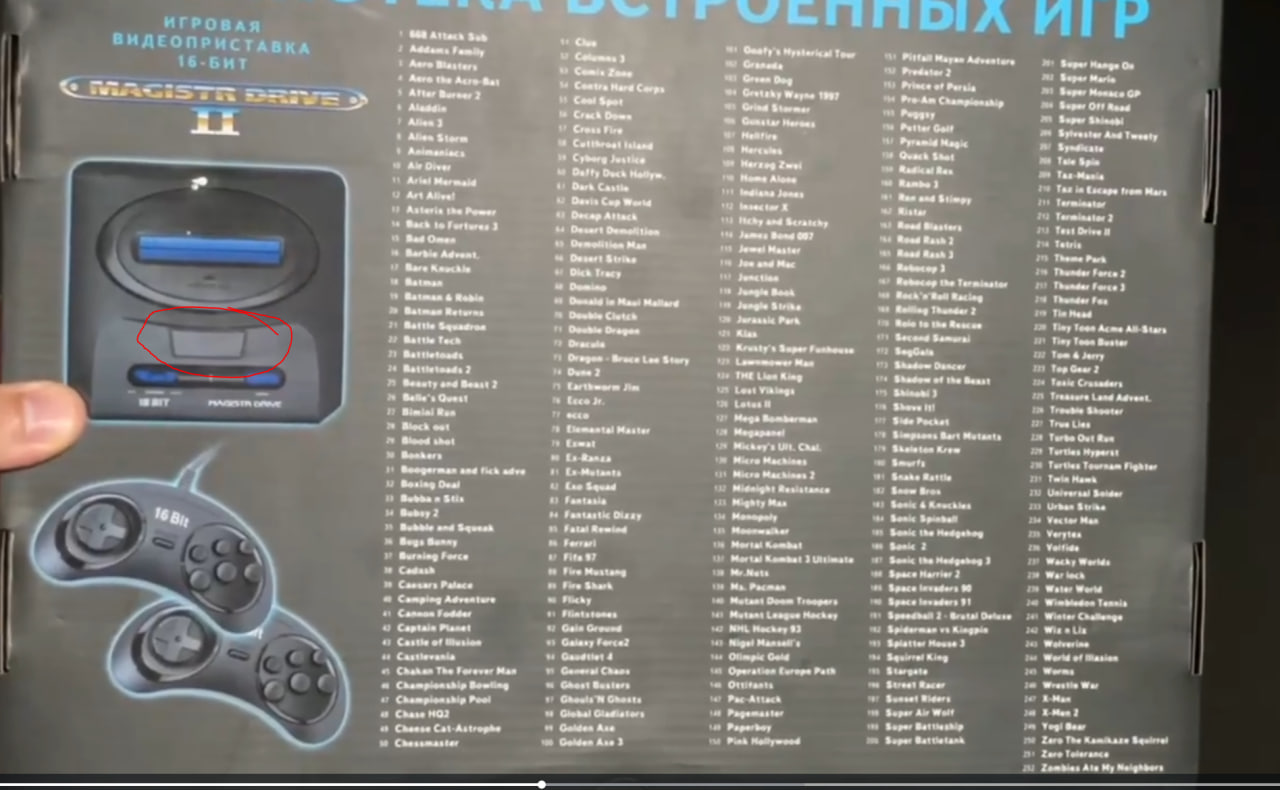 ОТЕКА ВСТРОЕННЫХ ИГР
ИГРОВАЯ
ВИДЕОПРИСТАВКА
16-БИТ
MAGISTR DRIVE
II
16 BIT
MAGISTR DRIVE
16 Bit
1 668 Attack Sub
2 Addams Family
3 Aero Blasters
4 Aero the Acro-Bat
5 After Burner 2
6 Aladdin
7 Alien 3
8 Alien Storm
9 Animaniacs
10 Air Diver
11 Ariel Mermaid
12 Art Alive!
13 Asterix the Power
14 Back to Fortures 3
15 Bad Omen
16 Barbie Advent.
17 Bare Knuckle
18 Batman
19 Batman & Robin
20 Batman Returns
21 Battle Squadron
22 Battle Tech
23 Battletoads
24 Battletoads 2
25 Beauty and Beast 2
26 Belle's Quest
27 Bimini Run
28 Block out
29 Blood shot
30 Bonkers
31 Boogerman and fick adve
32 Boxing Deal
33 Bubba n Stix
34 Buboy 2
35 Bubble and Squeak
36 Bugs Bunny
37 Burning Force
38 Cadash
39 Caesars Palace
40 Camping Adventure
41 Cannon Fodder
42 Captain Planet
43 Castle of Illusion
44 Castlevania
45 Chakan The Forever Man
46 Championship Bowling
47 Championship Pool
48 Chase HQ2
49 Cheese Cat-Astrophe
50 Chessmaster
51 Clue
52 Columns 3
53 Comix Zone
54 Contra Hard Corps
55 Cool Spot
56 Crack Down
57 Cross Fire
58 Cutthroat Island
59 Cyborg Justice
60 Daffy Duck Hollyw.
61 Dark Castle
62 Davis Cup World
63 Decap Attack
64 Desert Demolition
65 Demolition Man
66 Desert Strike
67 Dick Tracy
68 Domino
69 Donald in Maui Mallard
70 Double Clutch
71 Double Dragon
72 Dracula
73 Dragon - Bruce Lee Story
74 Dune 2
75 Earthworm Jim
76 Ecco Jr.
77 ecco
78 Elemental Master
79 Exwat
80 Ex-Ranza
81 Ex-Mutants
82 Exo Squad
83 Fantasia
84 Fantastic Dizzy
85 Fatal Rewind
86 Ferrari
87 Fifa 97
88 Fire Mustang
89 Fire Shark
90 Flicky
91 Flintstones
92 Gain Ground
93 Galaxy Force2
94 Gauntlet 4
95 General Chaos
96 Ghost Busters
97 Ghouls'N Ghosts
98 Global Gladiators
99 Golden Axe
100 Golden Axe 3
101 Goofy's Hysterical Tour
102 Granada
103 Green Dog
104 Gretzky Wayne 1997
105 Grind Stormer
106 Gunstar Heroes
107 Hellfire
108 Hercules
109 Herzog Zwei
110 Home Alone
111 Indiana Jones
112 Insector X
113 Itchy and Scratchy
114 James Bond 007
115 Jewel Master
116 Joe and Mac
117 Junction
118 Jungle Book
119 Jungle Strike
120 Jurassic Park
121 Klax
122 Krusty's Super Funhouse
123 Lawnmower Man
124 THE Lion King
125 Lost Vikings
126 Lotus II
127 Mega Bomberman
128 Megapanel
129 Mickey's Ult. Chal.
130 Micro Machines
131 Micro Machines 2
132 Midnight Resistance
133 Mighty Max
134 Monopoly
135 Moonwalker
136 Mortal Kombat
137 Mortal Kombat 3 Ultimate
138 Mr.Nuts
139 Ms. Pacman
140 Mutant Doom Troopers
141 Mutant League Hockey
142 NHL Hockey 93
143 Nigel Mansell's
144 Olimpic Gold
145 Operation Europe Path
146 Ottifants
147 Pac-Attack
148 Pagemaster
149 Paperboy
150 Pink Hollywood
151 Pitfall Mayan Adventure
152 Predator 2
153 Prince of Persia
154 Pro-Am Championship
155 Puggsy
156 Putter Golf
157 Pyramid Magic
158 Quack Shot
159 Radical Rex
160 Rambo 3
161 Ren and Stimpy
162 Ristar
163 Road Blasters
164 Road Rash 2
165 Road Rash 3
166 Robocop 3
167 Robocop the Terminator
168 Rock'n'Roll Racing
169 Rolling Thunder 2
170 Rolo to the Rescue
171 Second Samurai
172 SegGala
173 Shadow Dancer
174 Shadow of the Beast
175 Shinobi 3
176 Shove It!
177 Side Pocket
178 Simpsons Bart Mutants
179 Skeleton Krew
180 Smurfs
181 Snake Rattle
182 Snow Bros
183 Sonic & Knuckles
184 Sonic Spinball
185 Sonic the Hedgehog
186 Sonic 2
187 Sonic the Hedgehog 3
188 Space Harrier 2
189 Space Invaders 90
190 Space Invaders 91
191 Speedball 2 - Brutal Deluxe
192 Spiderman vs Kingpin
193 Splatter House 3
194 Squirrel King
195 Stargate
196 Street Racer
197 Sunset Riders
198 Super Air Wolf
199 Super Battleship
200 Super Battletank
201 Super Hange On
202 Super Mario
203 Super Monaco GP
204 Super Off Road
205 Super Shinobi
206 Sylvester And Tweety
207 Syndicate
208 Tale Spin
209 Taz-Mania
210 Taz in Escape from Mars
211 Terminator
212 Terminator 2
213 Test Drive II
214 Tetris
215 Theme Park
216 Thunder Force 2
217 Thunder Force 3
218 Thunder Fox
219 Tin Head
220 Tiny Toon Acme All-Stars
221 Tiny Toon Buster
222 Tom & Jerry
223 Top Gear 2
224 Toxic Crusaders
225 Treasure Land Advent.
226 Trouble Shooter
227 True Lies
228 Turbo Out Run
229 Turtles Hyperst
230 Turtles Tournam Fighter
231 Twin Hawk
232 Universal Soider
233 Urban Strike
234 Vector Man
235 Verytex
236 Volfide
237 Wacky Worlds
238 War lock
239 Water World
240 Wimbledon Tennis
241 Winter Challenge
242 Wiz n Liz
243 Wolverine
244 World of Illusion
245 Worms
246 Wrestle War
247 X-Man
248 X-Men 2
249 Yogi Bear
250 Zero The Kamikaze Squirrel
251 Zero Tolerance
252 Zombies Ate My Neighbors